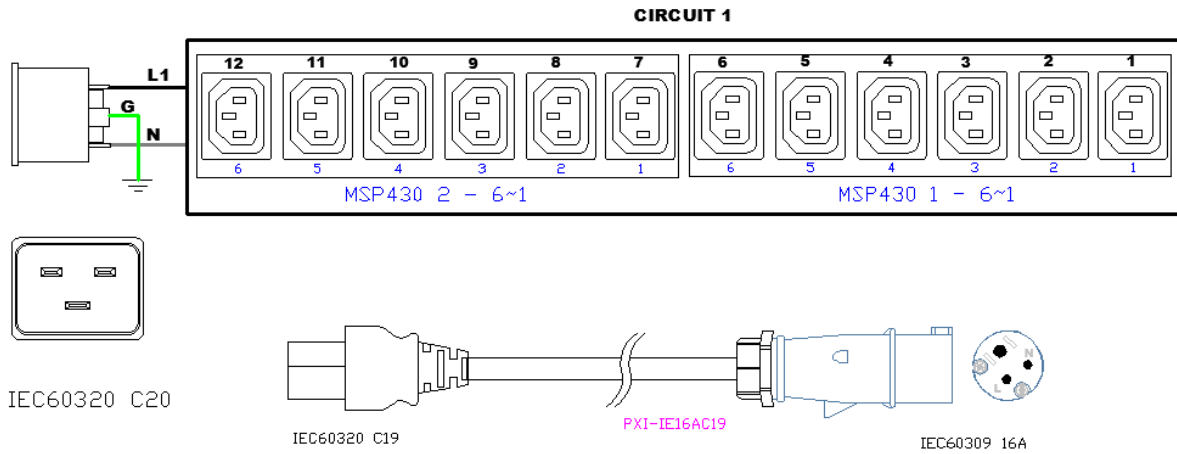 CIRCUIT 1
L1
G
N
12 11 10 9 8 7 6 5 4 3 2 1
6 5 4 3 2 1 6 5 4 3 2 1
MSP430 2 - 6~1 MSP430 1 - 6~1
IEC60320 C20
IEC60320 C19
PXI-IE16AC19
N
L
IEC60309 16A